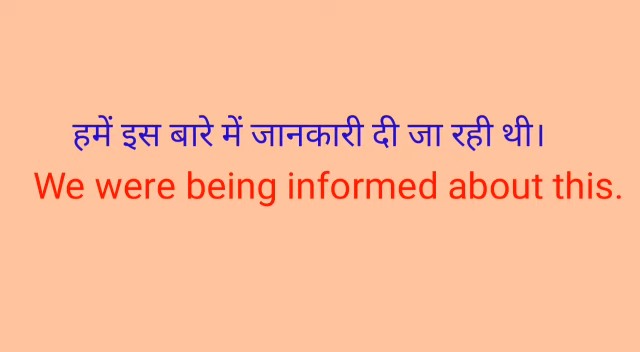 हमें इस बारे में जानकारी दी जा रही थी।
We were being informed about this.